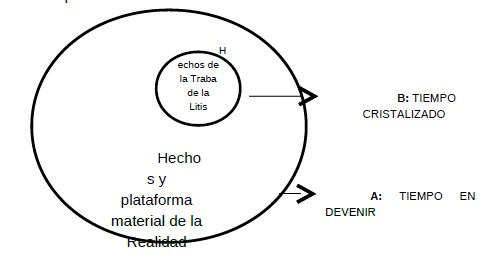 H
echos de
la Traba
de la
Litis
B: TIEMPO
CRISTALIZADO
Hecho
s y
plataforma
material de la
Realidad
A: TIEMPO EN
DEVENIR